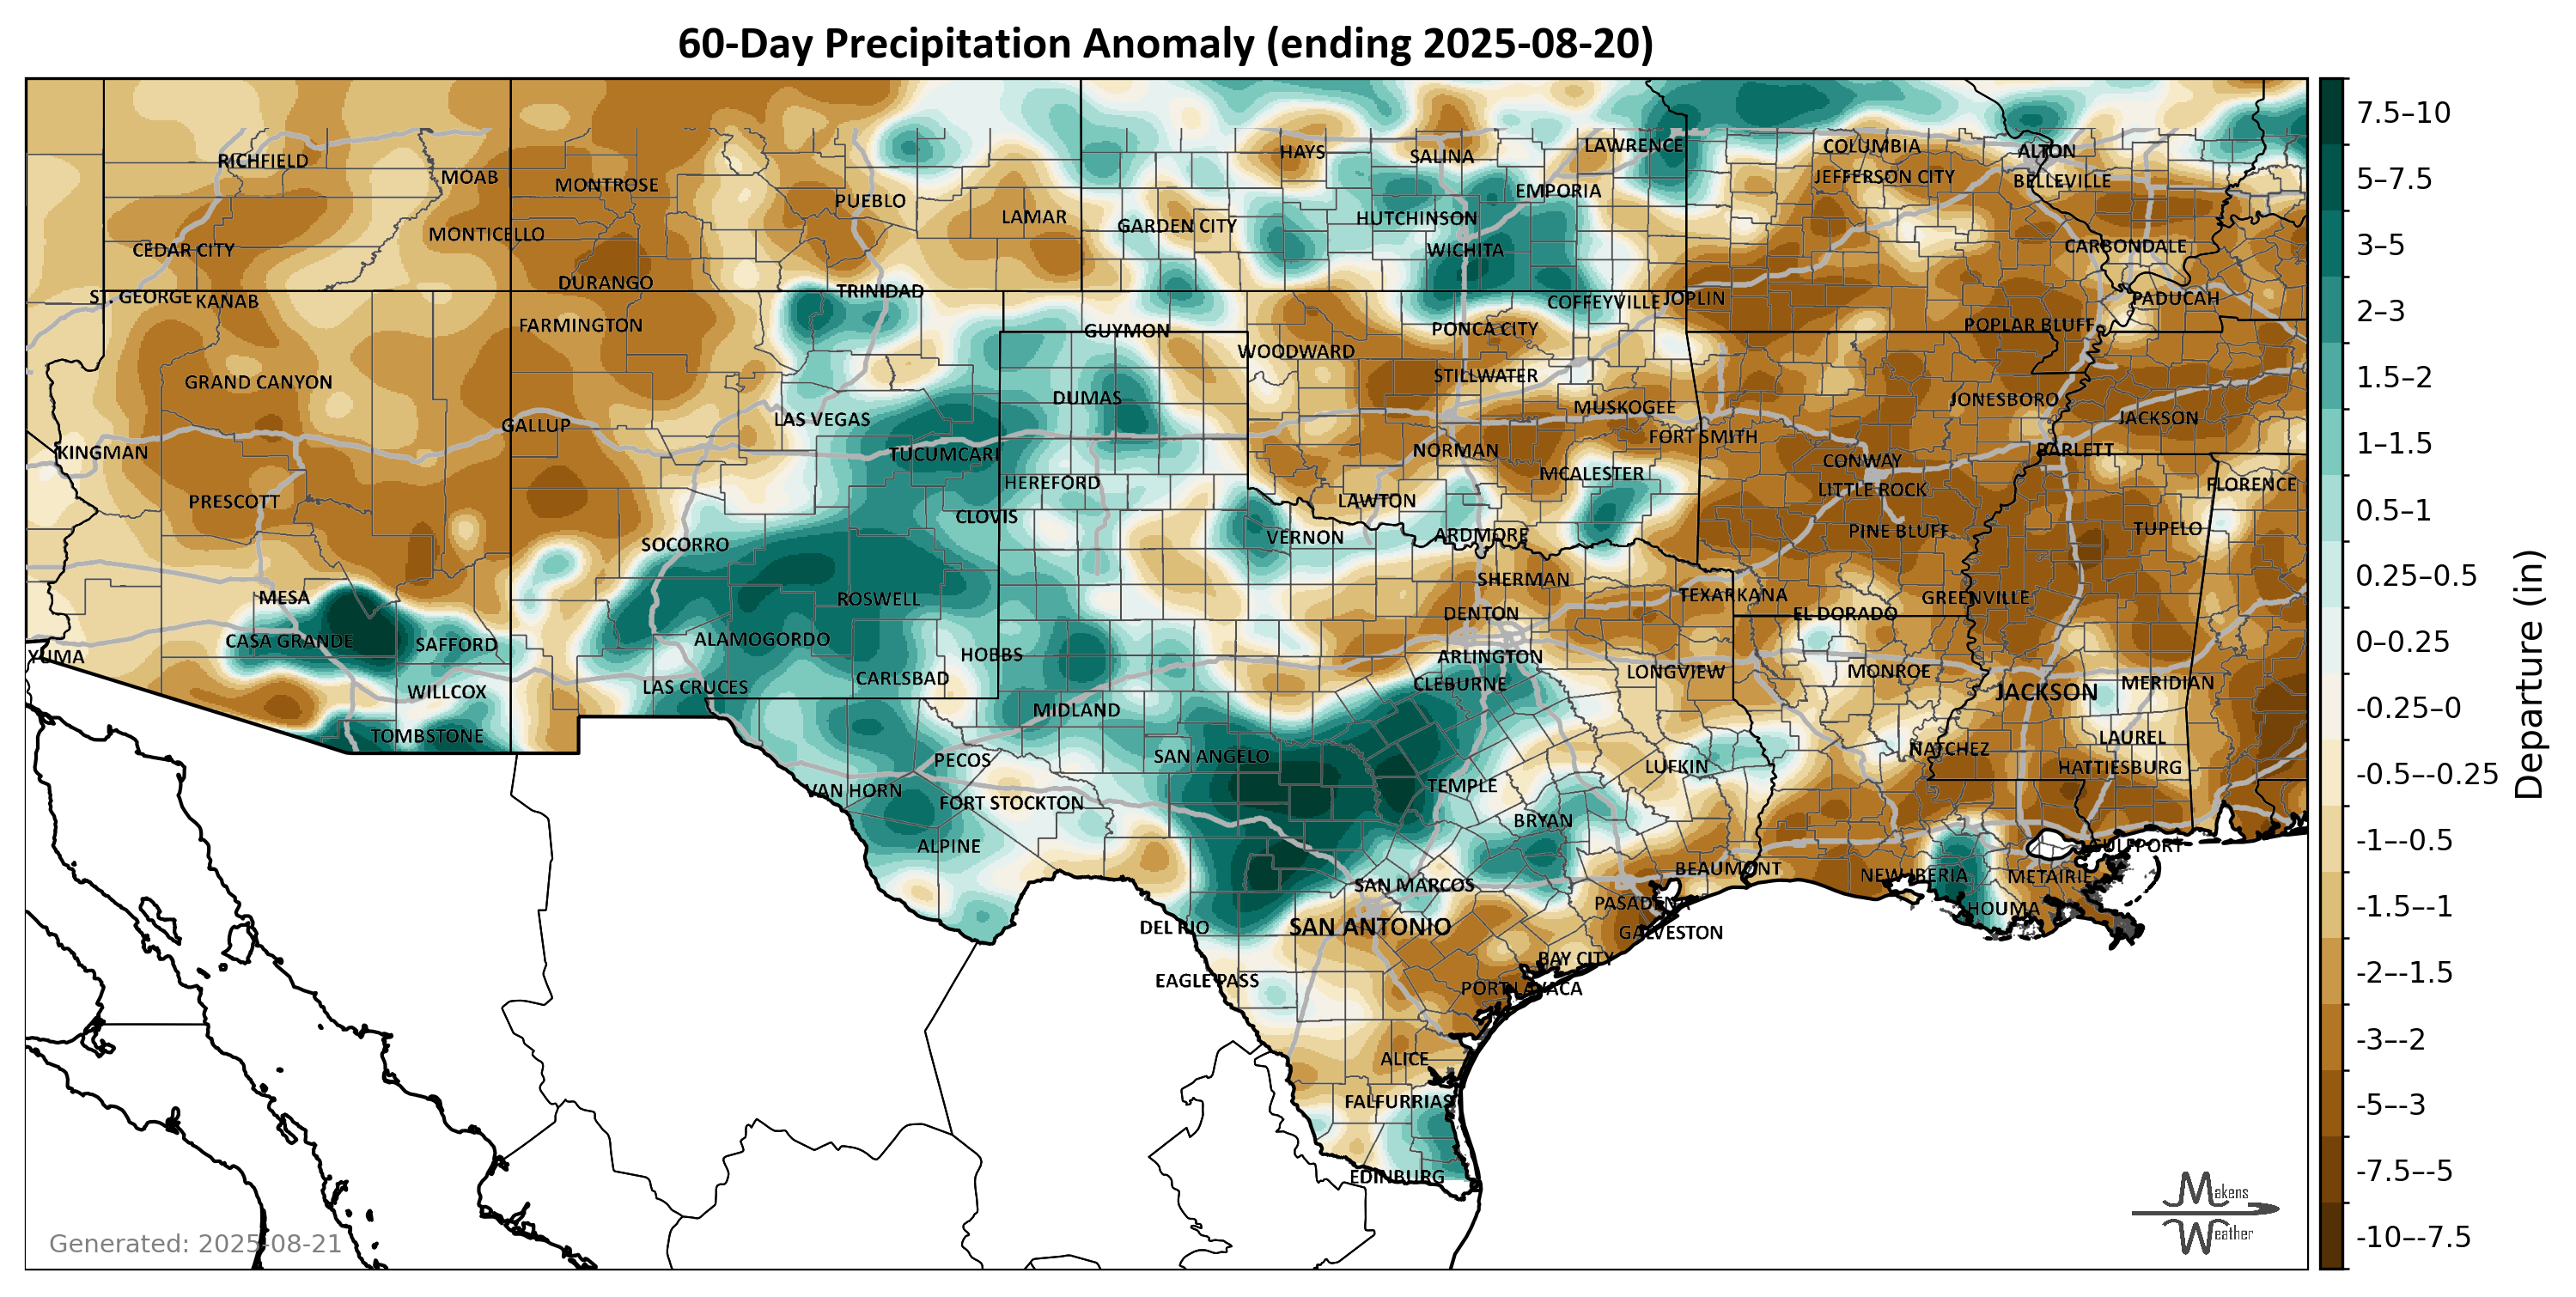 60-Day Precipitation Anomaly (ending 2025-08-20)
RICHFIELD
MOAB
MONTROSE
PUEBLO
LAMAR
HAYS
SALINA
LAWRENCE
COLUMBIA
ALTON
JEFFERSON CITY
BELLEVILLE
EMPORIA
GARDEN CITY
HUTCHINSON
WICHITA
MONTICELLO
CEDAR CITY
CARBONDALE
DURANGO
TRINIDAD
ST. GEORGE
KANAB
COFFEYVILLE
JOPLIN
PADUCAH
FARMINGTON
GUYMON
PONCA CITY
POPLAR BLUFF
WOODWARD
GRAND CANYON
STILLWATER
DUMAS
JONESBORO
MUSKOGEE
LAS VEGAS
JACKSON
GALLUP
FORT SMITH
KINGMAN
TUCUMCARI
NORMAN
BARLETT
CONWAY
MCALESTER
HEREFORD
LITTLE ROCK
FLORENCE
PRESCOTT
LAWTON
CLOVIS
PINE BLUFF
TUPELO
VERNON
ARDMORE
SOCORRO
SHERMAN
MESA
ROSWELL
TEXARKANA
GREENVILLE
DENTON
EL DORADO
CASA GRANDE
SAFFORD
ALAMOGORDO
YUMA
HOBBS
ARLINGTON
LONGVIEW
MONROE
CARLSBAD
CLEBURNE
MERIDIAN
LAS CRUCES
WILLCOX
JACKSON
MIDLAND
TOMBSTONE
LAUREL
NATCHEZ
PECOS
SAN ANGELO
LUFKIN
HATTIESBURG
VAN HORN
TEMPLE
FORT STOCKTON
BRYAN
ALPINE
GULFPORT
BEAUMONT
NEW IBERIA
METAIRIE
SAN MARCOS
PASADENA
HOUMA
DEL RIO
SAN ANTONIO
GALVESTON
BAY CITY
EAGLE PASS
PORT LAVACA
ALICE
FALFURRIAS
EDINBURG
Generated: 2025-08-21
Makens
Weather
7.5–10
5–7.5
3–5
2–3
1.5–2
1–1.5
0.5–1
0.25–0.5
0–0.25
-0.25–0
-0.5–-0.25
-1–-0.5
-1.5–-1
-2–-1.5
-3–-2
-5–-3
-7.5–-5
-10–-7.5
Departure (in)